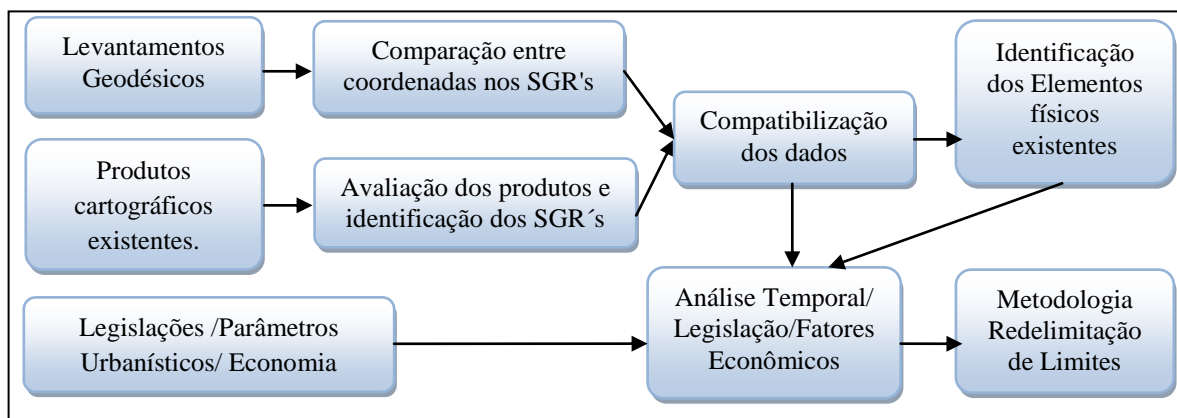 Levantamentos
Geodésicos
Comparação entre
coordenadas nos SGR's
Identificação
dos Elementos
físicos
existentes
Compatibilização
dos dados
Produtos
cartográficos
existentes.
Avaliação dos produtos e
identificação dos SGR´s
Legislações /Parâmetros
Urbanísticos/ Economia
Análise Temporal/
Legislação/Fatores
Econômicos
Metodologia
Redelimitação
de Limites